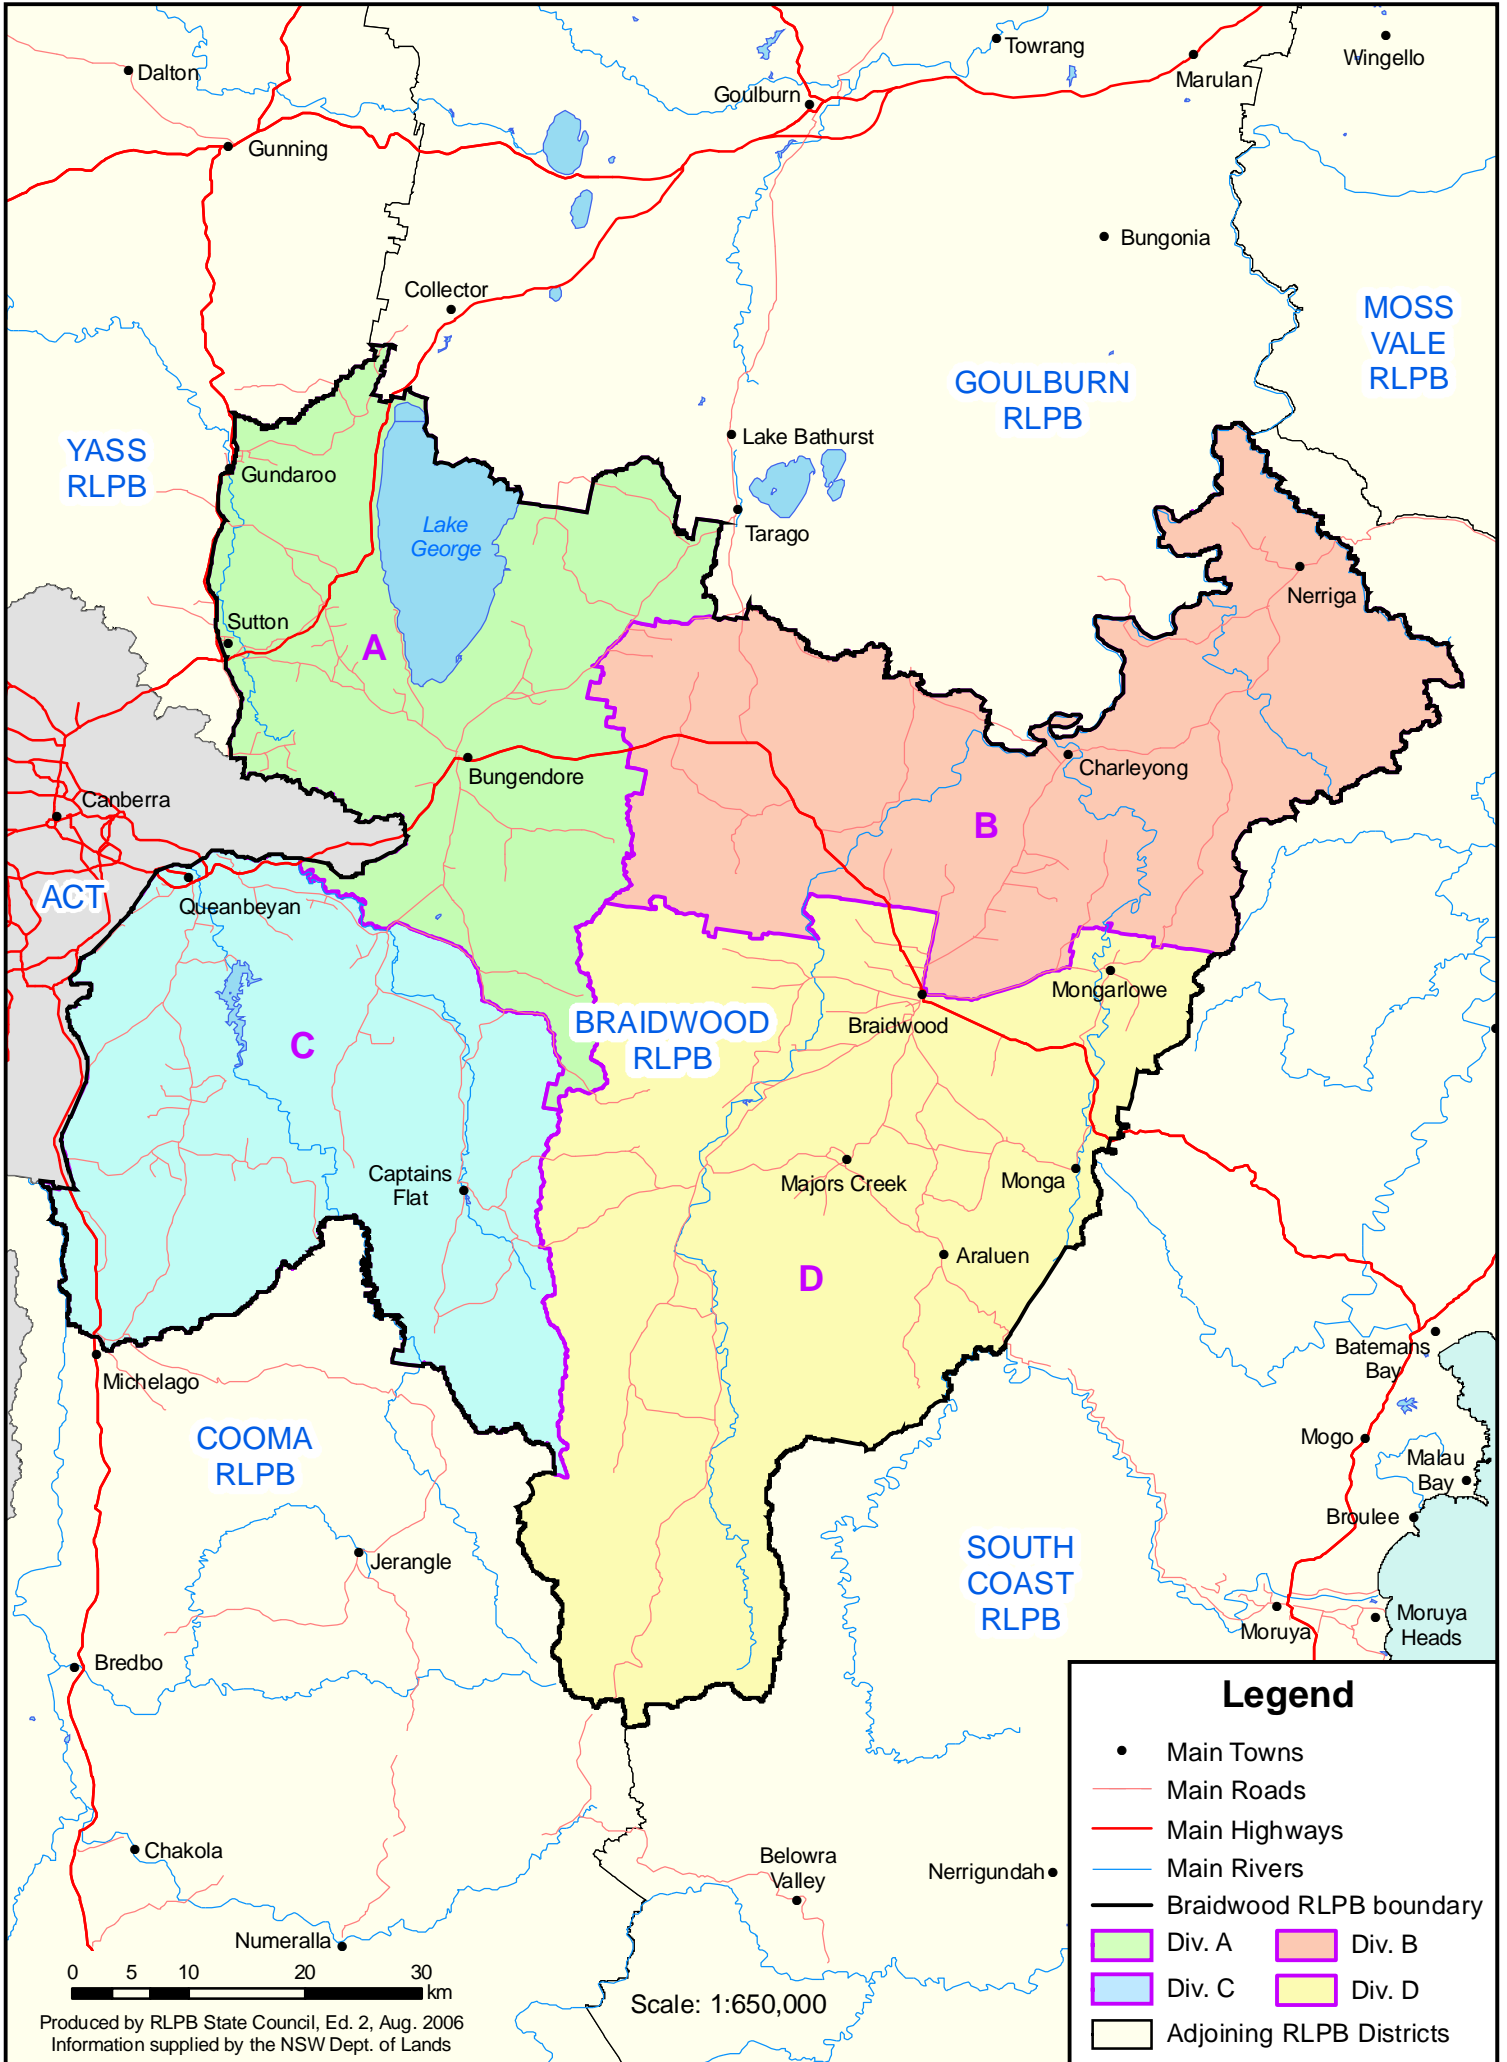 Towrang
Wingello
Dalton
Marulan
Goulburn
Gunning
Bungonia
Collector
MOSS
VALE
RLPB
GOULBURN
RLPB
YASS
RLPB
Lake Bathurst
Gundaroo
Lake
George
Tarago
Nerriga
Sutton
A
Bungendore
Charleyong
Canberra
B
ACT
Queanbeyan
Mongarlowe
BRAIDWOOD
RLPB
Braidwood
C
Captains
Flat
Majors Creek
Monga
Araluen
D
Batemans
Bay
Michelago
COOMA
RLPB
Mogo
Malau
Bay
Broulee
SOUTH
COAST
RLPB
Jerangle
Moruya
Moruya
Heads
Bredbo
Chakola
Belowra
Valley
Nerrigundah
Numeralla
Legend
Main Towns
Main Roads
Main Highways
Main Rivers
Braidwood RLPB boundary
Div. A
Div. B
Div. C
Div. D
Adjoining RLPB Districts
0 5 10 20 30
km
Scale: 1:650,000
Produced by RLPB State Council, Ed. 2, Aug. 2006
Information supplied by the NSW Dept. of Lands